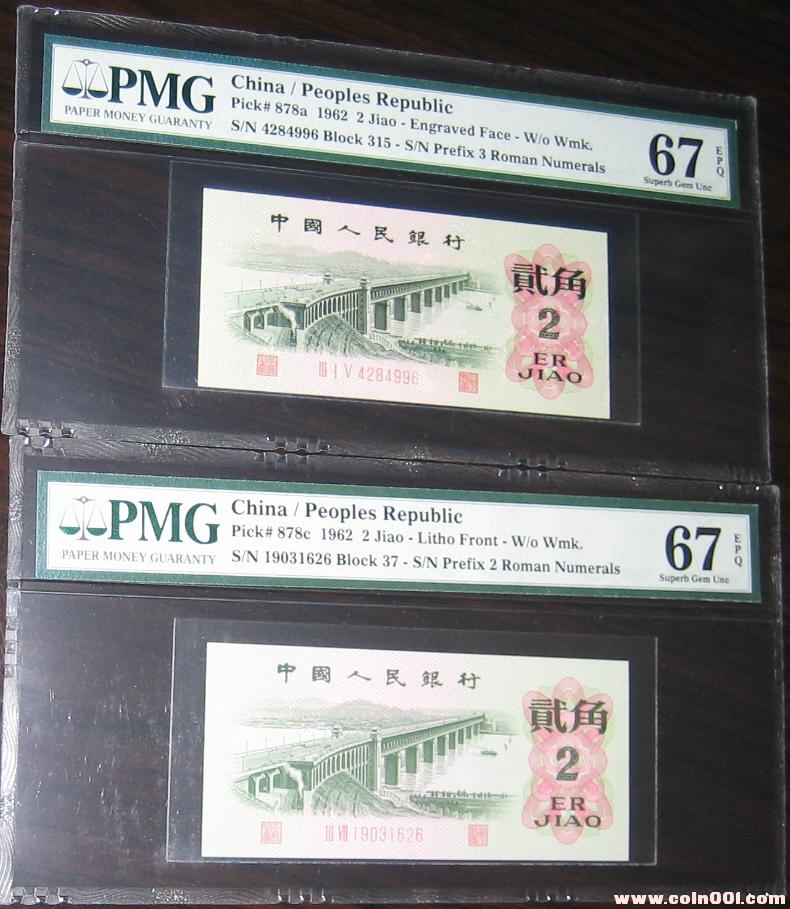 PMG
PAPER MONEY GUARANTY
China / Peoples Republic
Pick# 878a 1962 2 Jiao - Engraved Face - W/o Wmk.
S/N 4284996 Block 315 - S/N Prefix 3 Roman Numerals
67
EPQ
Superb Gem Unc
中國人民銀行
貳角
2
ER
JIAO
III I V 4284996
PMG
PAPER MONEY GUARANTY
China / Peoples Republic
Pick# 878c 1962 2 Jiao - Litho Front - W/o Wmk.
S/N 19031626 Block 37 - S/N Prefix 2 Roman Numerals
67
EPQ
Superb Gem Unc
中國人民銀行
貳角
2
ER
JIAO
III VII 19031626
www.coin001.com